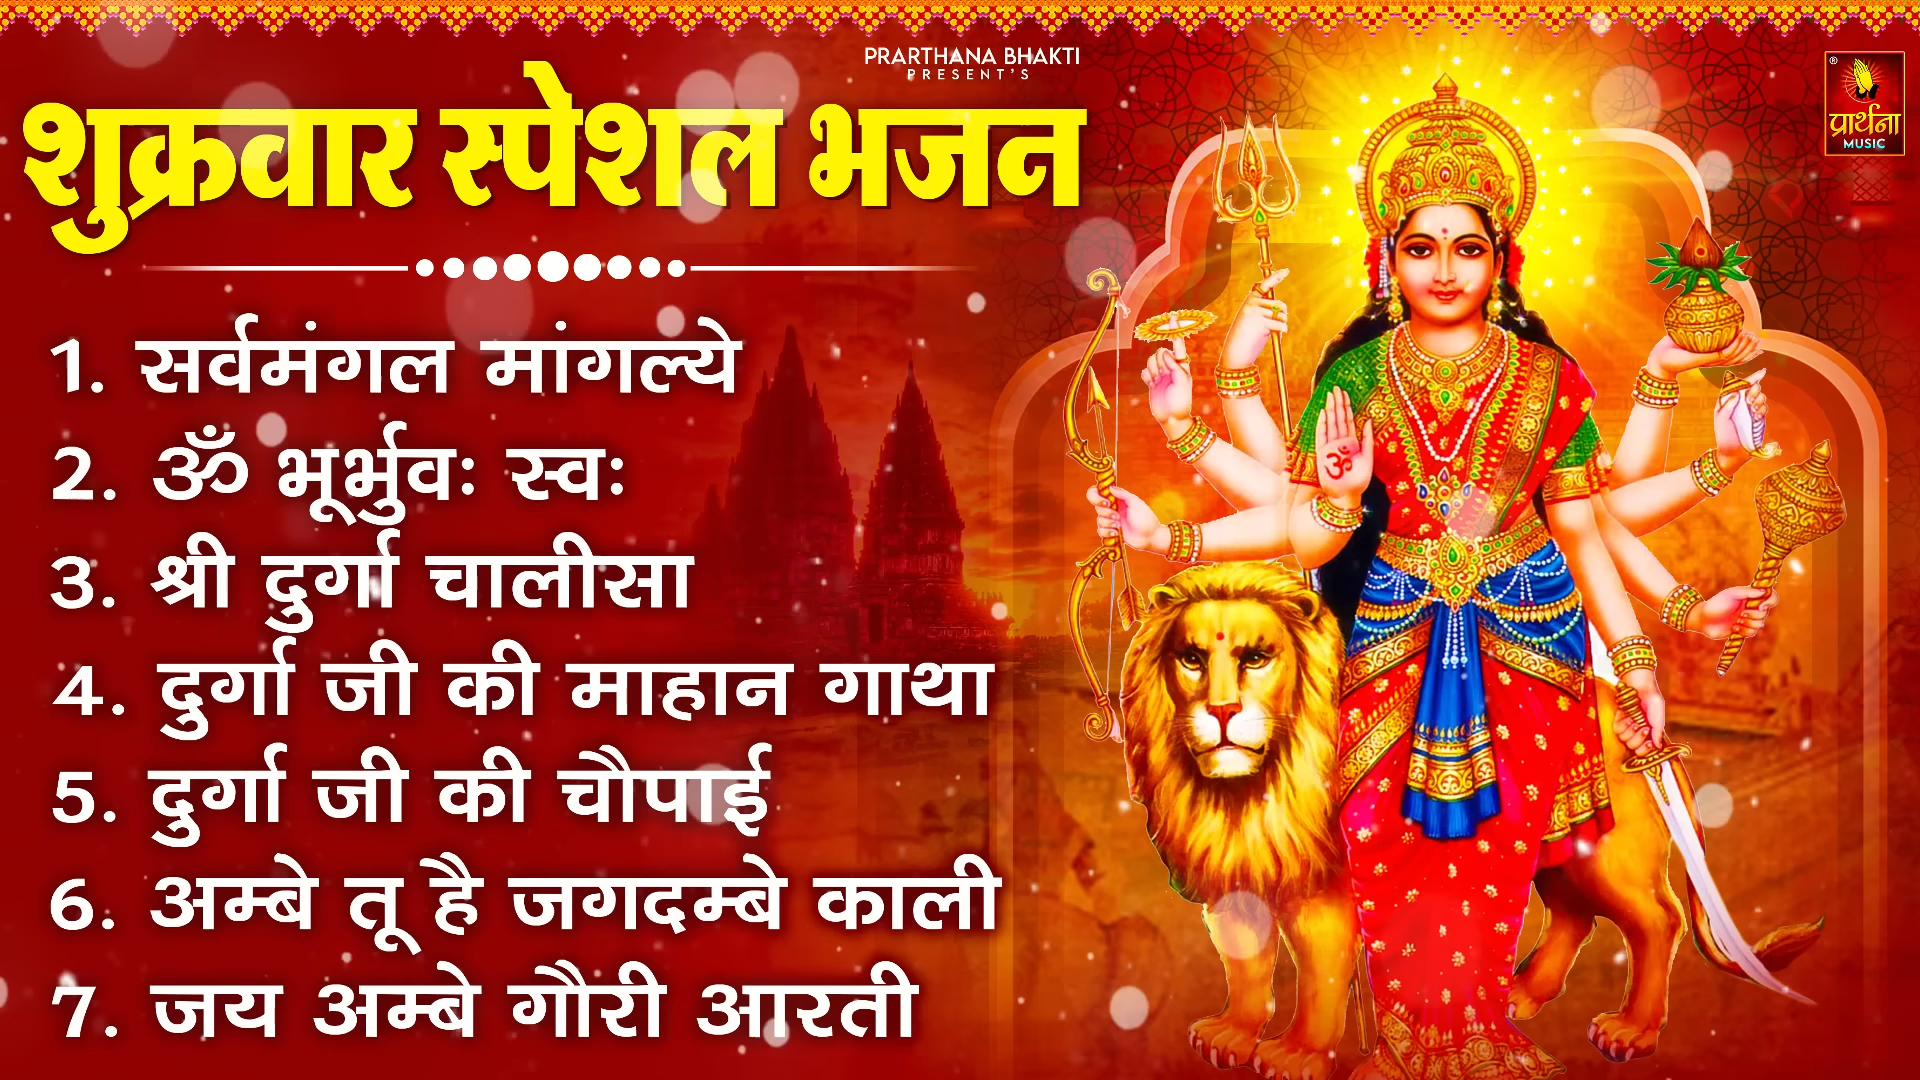 PRARTHANA BHAKTI
PRESENT'S
शुक्रवार स्पेशल भजन
1. सर्वमंगल मांगल्ये
2. ॐ भूर्भुवः स्वः
3. श्री दुर्गा चालीसा
4. दुर्गा जी की माहान गाथा
5. दुर्गा जी की चौपाई
6. अम्बे तू है जगदम्बे काली
7. जय अम्बे गौरी आरती
®
प्रार्थना
MUSIC
ॐ